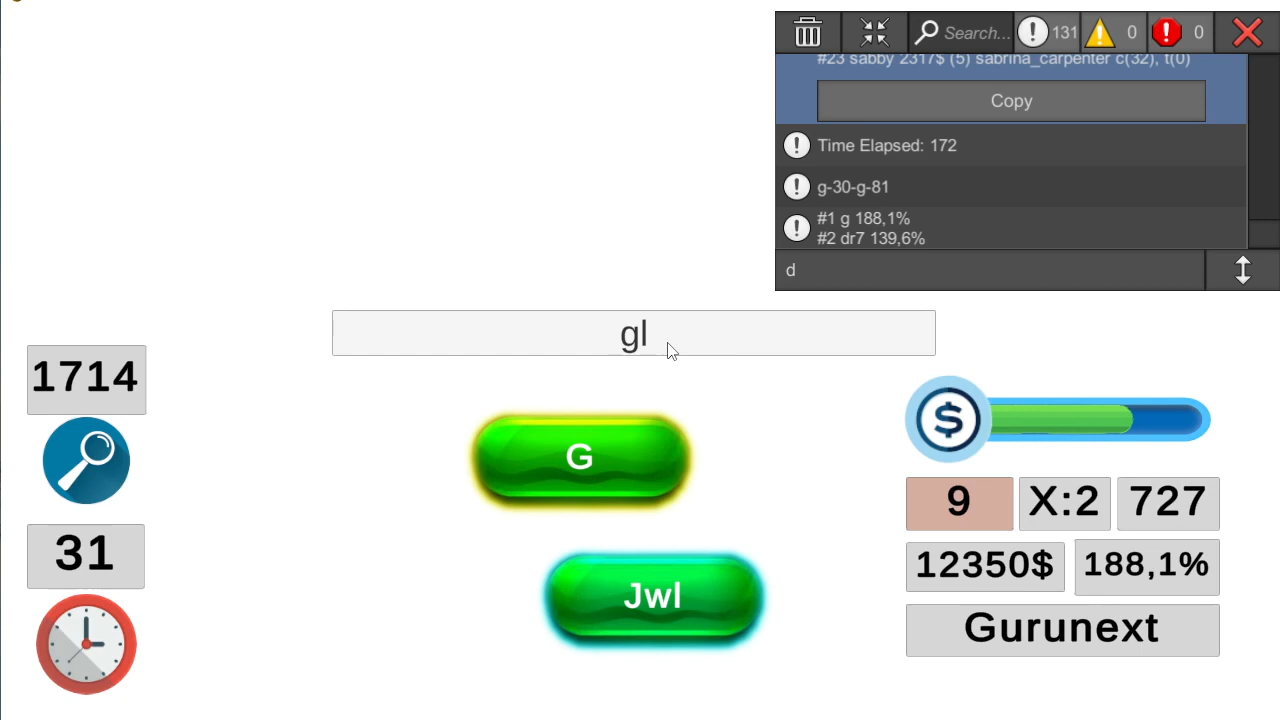 Search...
131
0
0
#23 sabby 2317$ (5) sabrina_carpenter c(32), t(0)
Copy
Time Elapsed: 172
g-30-g-81
#1 g 188,1%
#2 dr7 139,6%
d
gl
1714
31
G
Jwl
$
9
X:2
727
12350$
188,1%
Gurunext